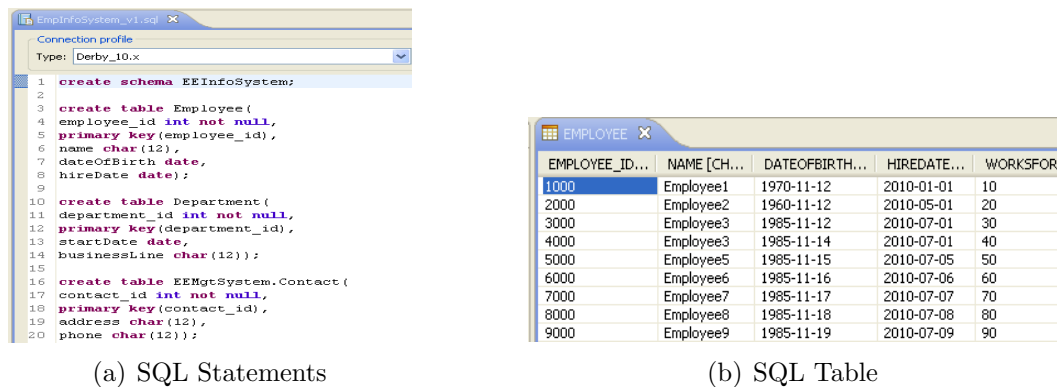 EmpInfoSystem_v1.sql
Connection profile
Type: Derby_10.x
1 create schema EEInfoSystem;
2
3 create table Employee(
4 employee_id int not null,
5 primary key(employee_id),
6 name char(12),
7 dateOfBirth date,
8 hireDate date);
9
10 create table Department(
11 department_id int not null,
12 primary key(department_id),
13 startDate date,
14 businessLine char(12));
15
16 create table EEMgtSystem.Contact(
17 contact_id int not null,
18 primary key(contact_id),
19 address char(12),
20 phone char(12));
(a) SQL Statements
EMPLOYEE
EMPLOYEE_ID... NAME [CH... DATEOFBIRTH... HIREDATE... WORKSFOR
1000 Employee1 1970-11-12 2010-01-01 10
2000 Employee2 1960-11-12 2010-05-01 20
3000 Employee3 1985-11-12 2010-07-01 30
4000 Employee3 1985-11-14 2010-07-01 40
5000 Employee5 1985-11-15 2010-07-05 50
6000 Employee6 1985-11-16 2010-07-06 60
7000 Employee7 1985-11-17 2010-07-07 70
8000 Employee8 1985-11-18 2010-07-08 80
9000 Employee9 1985-11-19 2010-07-09 90
(b) SQL Table